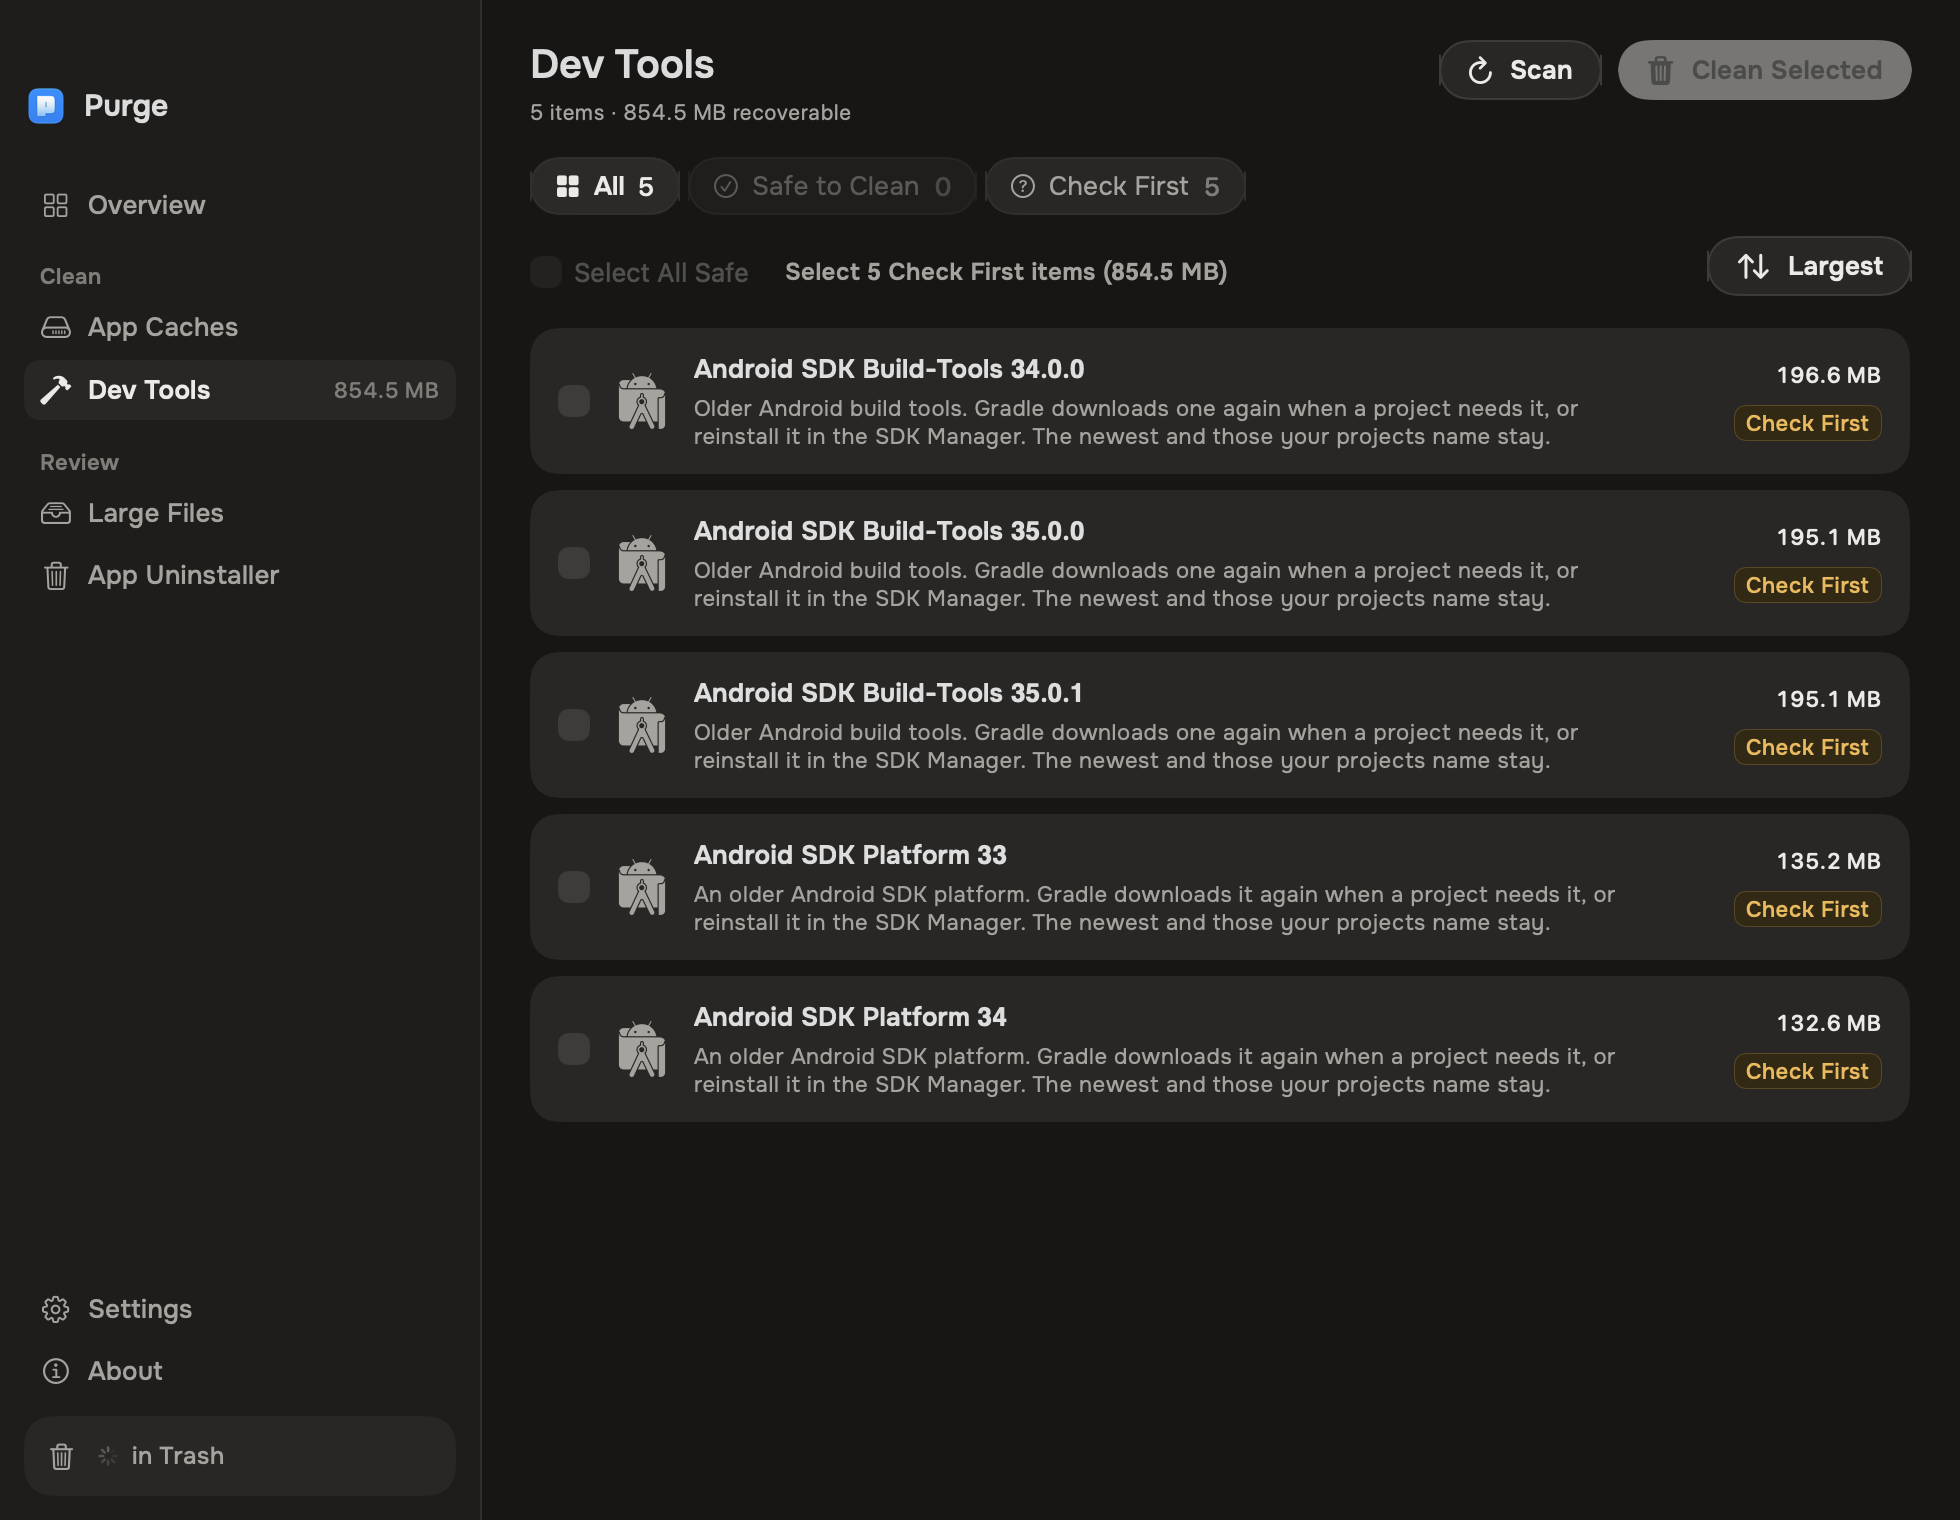 Purge
Overview
Clean
App Caches
Dev Tools 854.5 MB
Review
Large Files
App Uninstaller
Settings
About
in Trash
Dev Tools
5 items · 854.5 MB recoverable
Scan
Clean Selected
All 5
Safe to Clean 0
Check First 5
Select All Safe
Select 5 Check First items (854.5 MB)
Largest
Android SDK Build-Tools 34.0.0
Older Android build tools. Gradle downloads one again when a project needs it, or
reinstall it in the SDK Manager. The newest and those your projects name stay.
196.6 MB
Check First
Android SDK Build-Tools 35.0.0
Older Android build tools. Gradle downloads one again when a project needs it, or
reinstall it in the SDK Manager. The newest and those your projects name stay.
195.1 MB
Check First
Android SDK Build-Tools 35.0.1
Older Android build tools. Gradle downloads one again when a project needs it, or
reinstall it in the SDK Manager. The newest and those your projects name stay.
195.1 MB
Check First
Android SDK Platform 33
An older Android SDK platform. Gradle downloads it again when a project needs it, or
reinstall it in the SDK Manager. The newest and those your projects name stay.
135.2 MB
Check First
Android SDK Platform 34
An older Android SDK platform. Gradle downloads it again when a project needs it, or
reinstall it in the SDK Manager. The newest and those your projects name stay.
132.6 MB
Check First